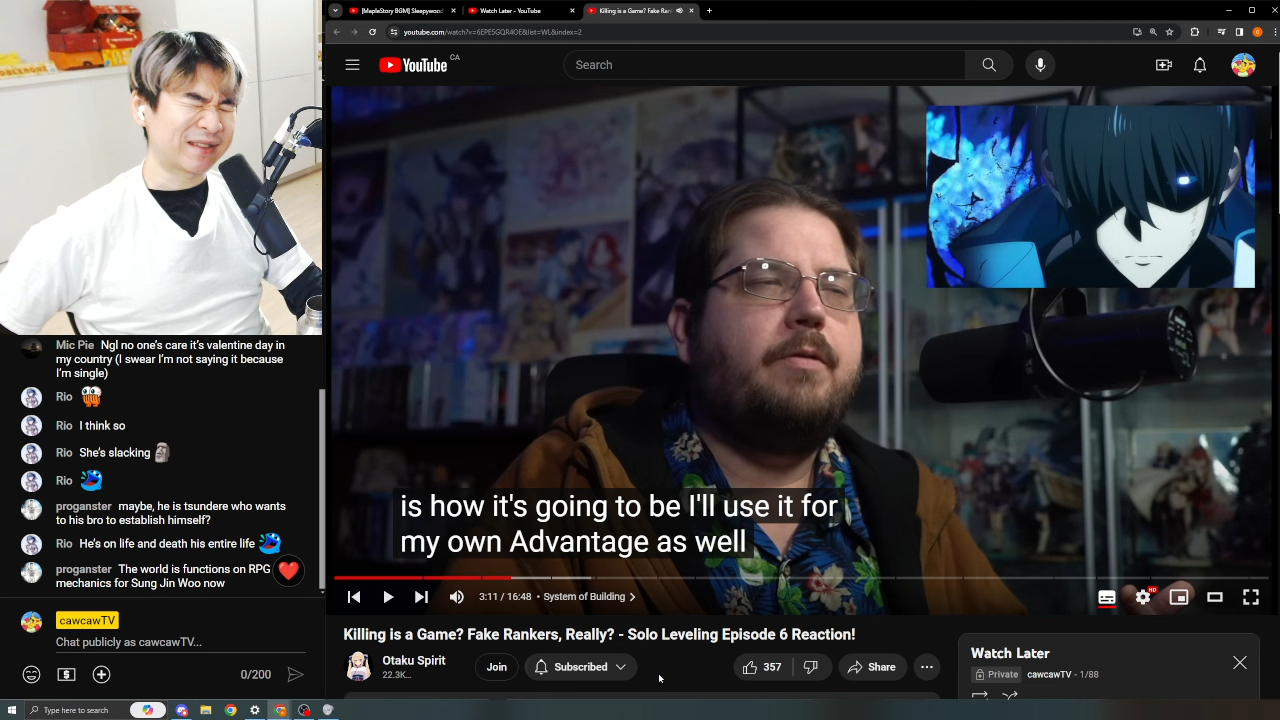 [MapleStory BGM] Sleepywood
Watch Later - YouTube
Killing is a Game? Fake Ran
youtube.com/watch?v=6EPE5GQR4OE&list=WL&index=2
YouTube CA
Search
is how it's going to be I'll use it for
my own Advantage as well
3:11 / 16:48 • System of Building
HD
Killing is a Game? Fake Rankers, Really? - Solo Leveling Episode 6 Reaction!
Otaku Spirit
22.3K...
Join
Subscribed
357
Share
Watch Later
Private cawcawTV - 1/88
Mic Pie Ngl no one's care it's valentine day in
my country (I swear I'm not saying it because
I'm single)
Rio
Rio I think so
Rio She's slacking
Rio
proganster maybe, he is tsundere who wants
to his bro to establish himself?
Rio He's on life and death his entire life
proganster The world is functions on RPG
mechanics for Sung Jin Woo now
cawcawTV
Chat publicly as cawcawTV...
0/200
Type here to search